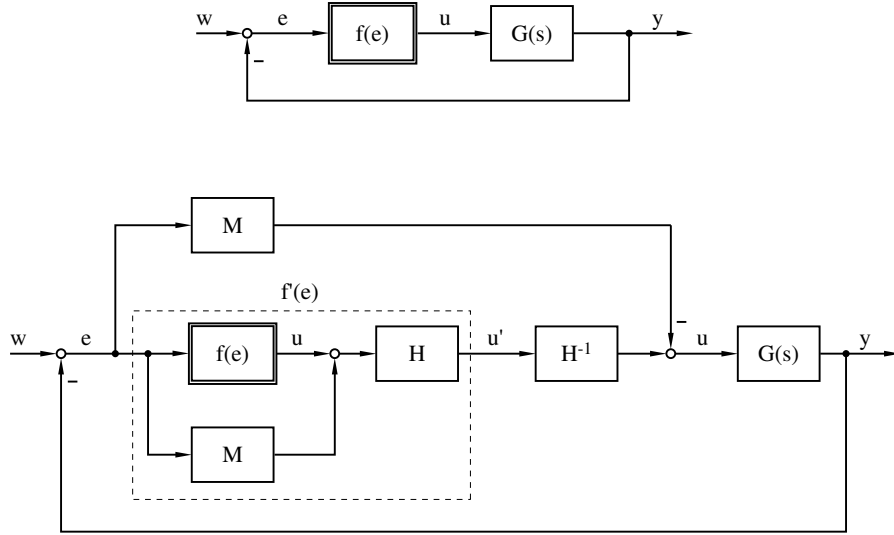 w e f(e) u G(s) y
−
M
f'(e)
−
w e f(e) u H u' H⁻¹ u G(s) y
−
M